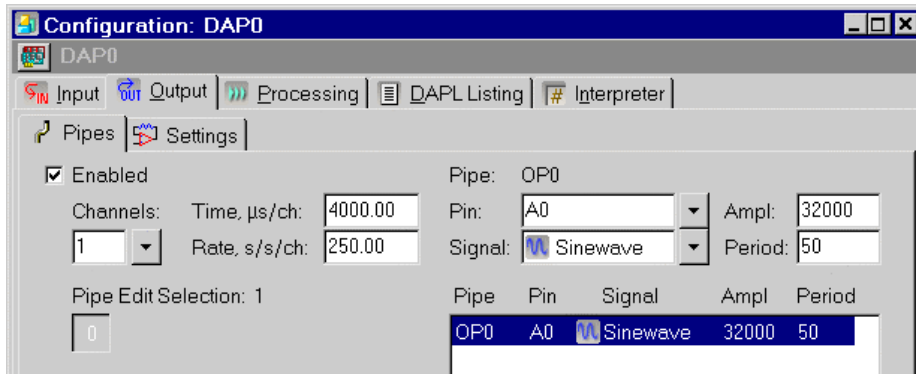 Configuration: DAP0
DAP0
IN Input OUT Output Processing DAPL Listing # Interpreter
Pipes Settings
Enabled Pipe: OP0
Channels: Time, µs/ch: 4000.00 Pin: A0 Ampl: 32000
1 Rate, s/s/ch: 250.00 Signal: Sinewave Period: 50
Pipe Edit Selection: 1 Pipe Pin Signal Ampl Period
0 OP0 A0 Sinewave 32000 50